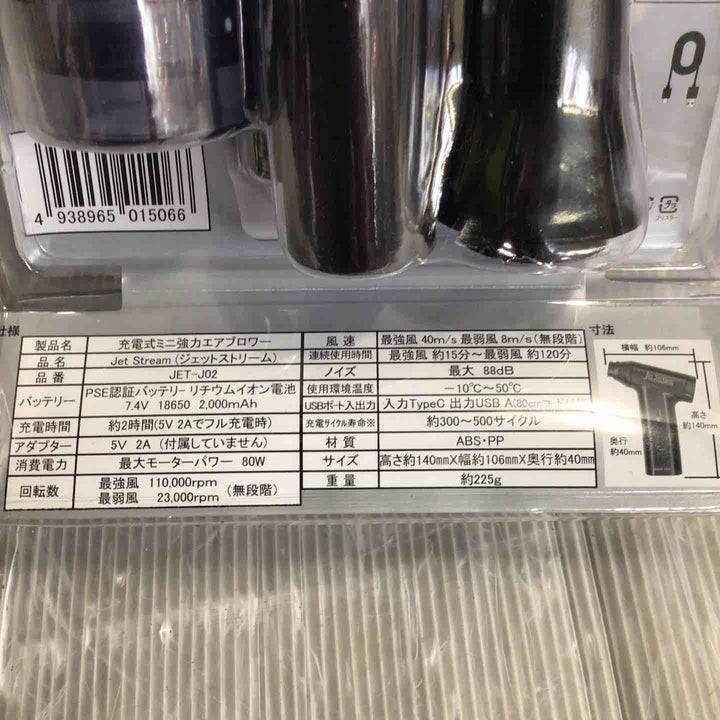 4 938965 015066
プリスター
仕様
製品名 充電式ミニ強力エアブロワー
品名 Jet Stream (ジェットストリーム)
品番 JET-J02
バッテリー PSE認証バッテリー リチウムイオン電池
7.4V 18650 2,000mAh
充電時間 約2時間(5V 2Aでフル充電時)
アダプター 5V 2A (付属していません)
消費電力 最大モーターパワー 80W
回転数 最強風 110,000rpm (無段階)
最弱風 23,000rpm
風速 最強風 40m/s 最弱風 8m/s(無段階)
連続使用時間 最強風 約15分～最弱風 約120分
ノイズ 最大 88dB
使用環境温度 -10℃～50℃
USBポート入出力 入力TypeC 出力USB A(80cm
充電サイクル寿命※ 約300～500サイクル
材質 ABS・PP
サイズ 高さ約140mmX幅約106mmX奥行約40mm
重量 約225g
寸法
横幅 約106mm
高さ
約140mm
奥行
約40mm